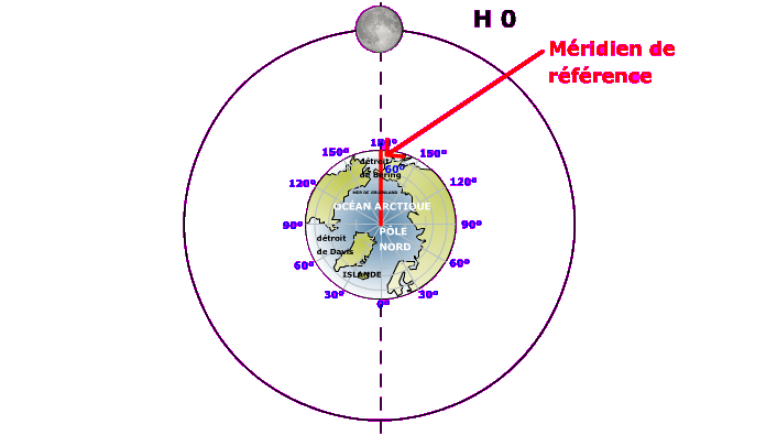 H 0
Méridien de
référence
180°
150°
150°
détroit
de Bering
60°
120°
120°
MER DE GROENLAND
OCÉAN ARCTIQUE
90°
90°
PÔLE
NORD
détroit
de Davis
60°
60°
ISLANDE
30°
30°
0°